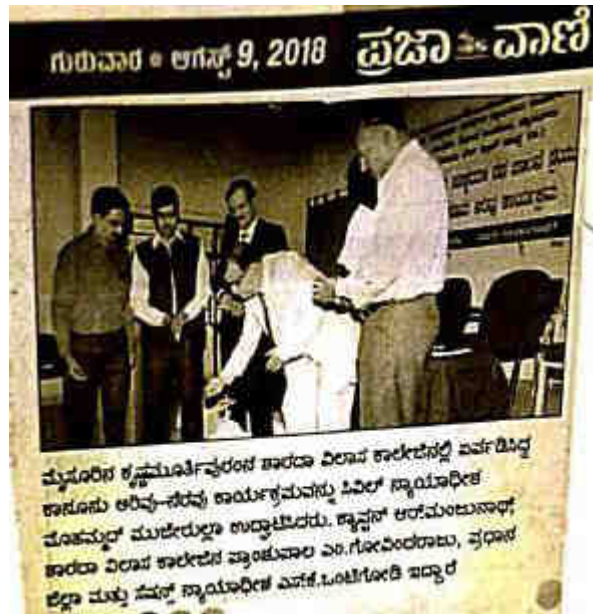 ಗುರುವಾರ • ಆಗಸ್ಟ್ 9, 2018 ಪ್ರಜಾವಾಣಿ
ಮೈಸೂರಿನ ಕೃಷ್ಣಮೂರ್ತಿಪುರಂನ ಶಾರದಾ ವಿಲಾಸ ಕಾಲೇಜಿನಲ್ಲಿ ಏರ್ಪಡಿಸಿದ್ದ
ಕಾನೂನು ಅರಿವು–ನೆರವು ಕಾರ್ಯಕ್ರಮವನ್ನು ಸಿವಿಲ್ ನ್ಯಾಯಾಧೀಶ
ಮೊಹಮ್ಮದ್ ಮುಜೀರುಲ್ಲಾ ಉದ್ಘಾಟಿಸಿದರು. ಕ್ಯಾಪ್ಟನ್ ಆರ್.ಮಂಜುನಾಥ್,
ಶಾರದಾ ವಿಲಾಸ ಕಾಲೇಜಿನ ಪ್ರಾಂಶುಪಾಲ ಎಂ.ಗೋವಿಂದರಾಜು, ಪ್ರಧಾನ
ಜಿಲ್ಲಾ ಮತ್ತು ಸೆಷನ್ಸ್ ನ್ಯಾಯಾಧೀಶ ಎಸ್.ಕೆ.ಒಂಟಿಗೋಡಿ ಇದ್ದಾರೆ